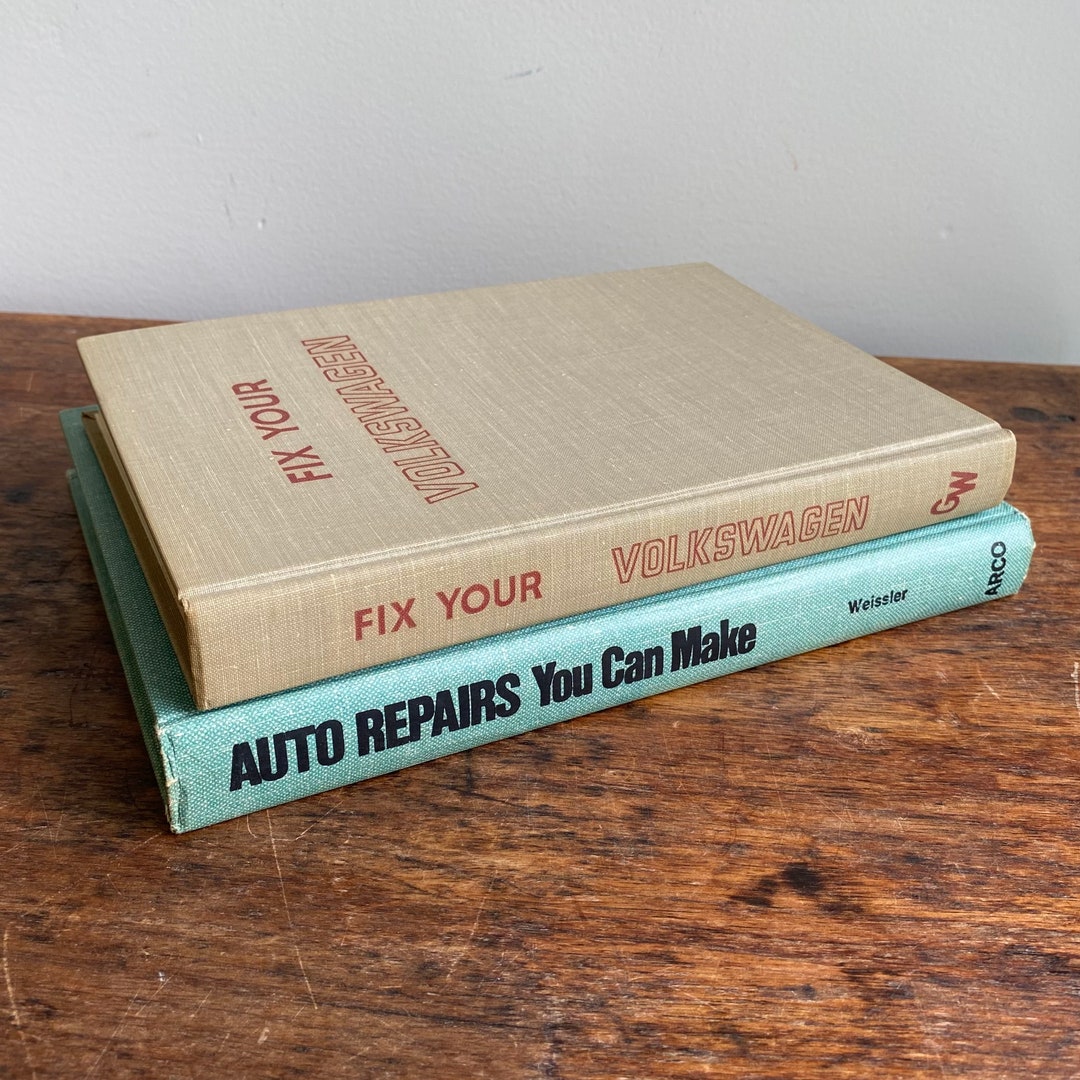 FIX YOUR
VOLKSWAGEN
FIX YOUR VOLKSWAGEN GW
AUTO REPAIRS You Can Make Weissler ARCO